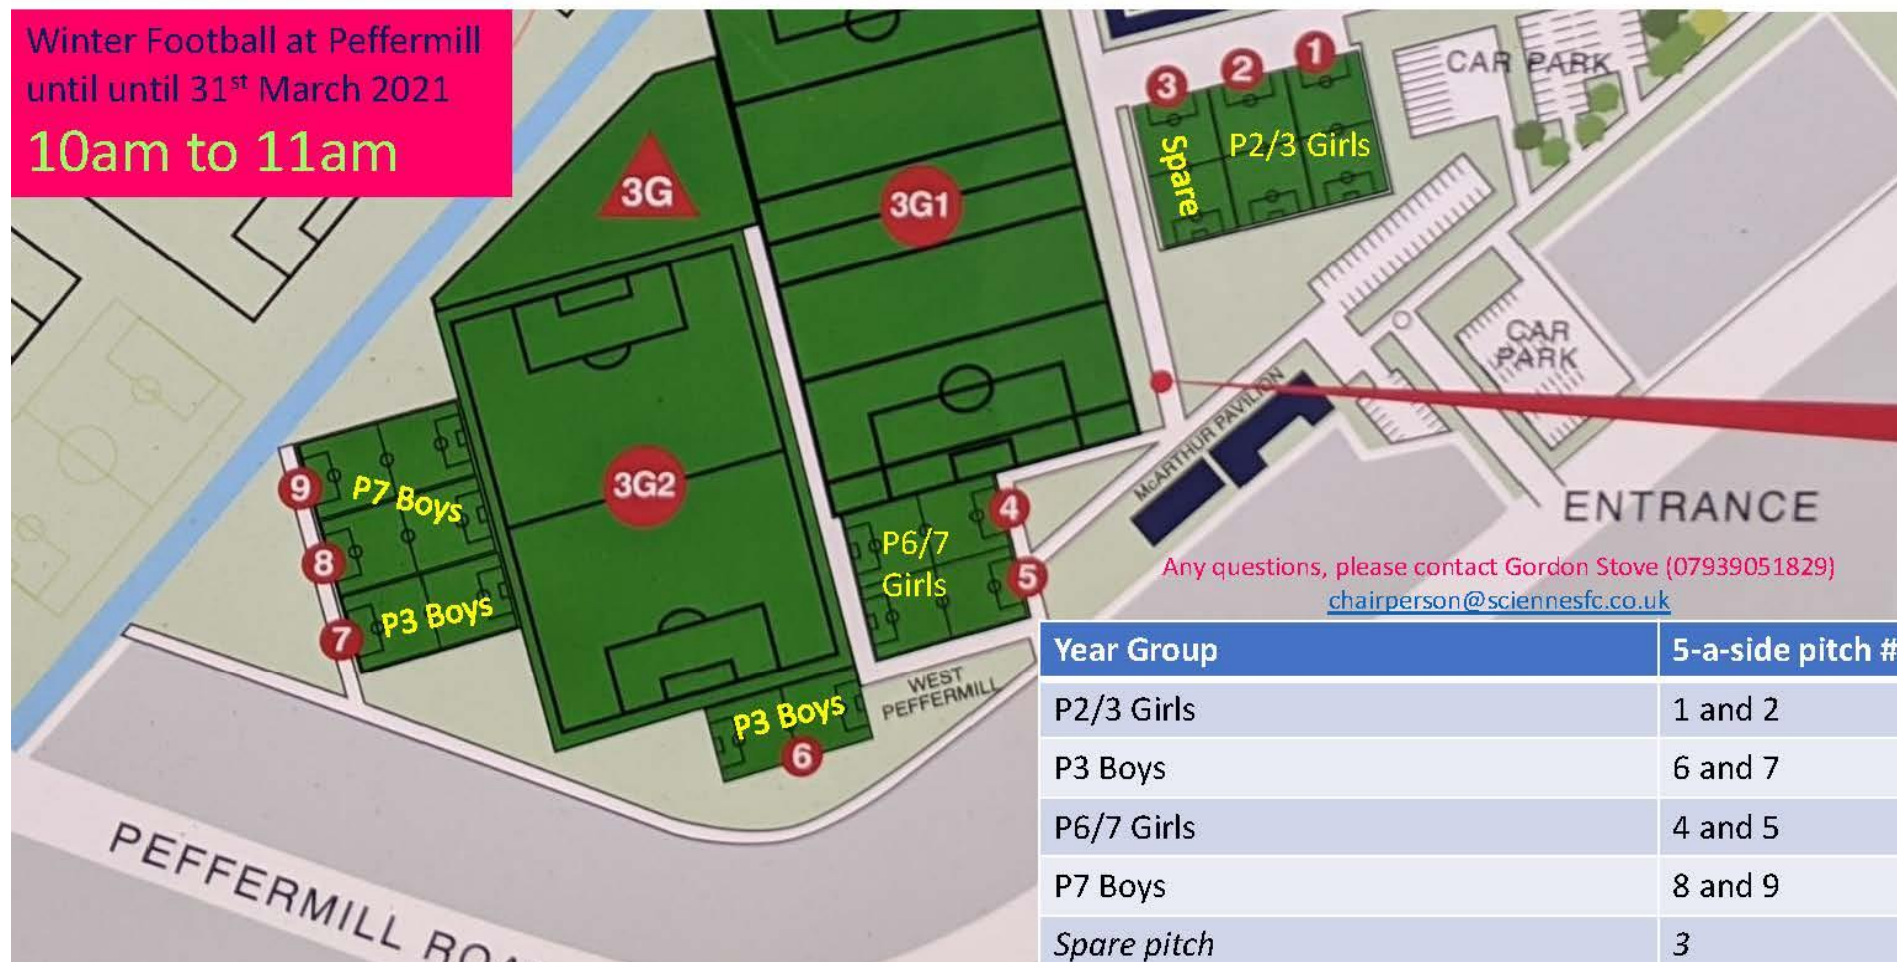 Winter Football at Peffermill
until until 31st March 2021
10am to 11am
3G
3G1
3G2
1
2
3
P2/3 Girls
Spare
CAR PARK
CAR
PARK
McARTHUR PAVILION
ENTRANCE
9
P7 Boys
8
7
P3 Boys
4
P6/7
Girls
5
P3 Boys
6
WEST
PEFFERMILL
Any questions, please contact Gordon Stove (07939051829)
chairperson@sciennesfc.co.uk
Year Group 5-a-side pitch #
P2/3 Girls 1 and 2
P3 Boys 6 and 7
P6/7 Girls 4 and 5
P7 Boys 8 and 9
Spare pitch 3
PEFFERMILL